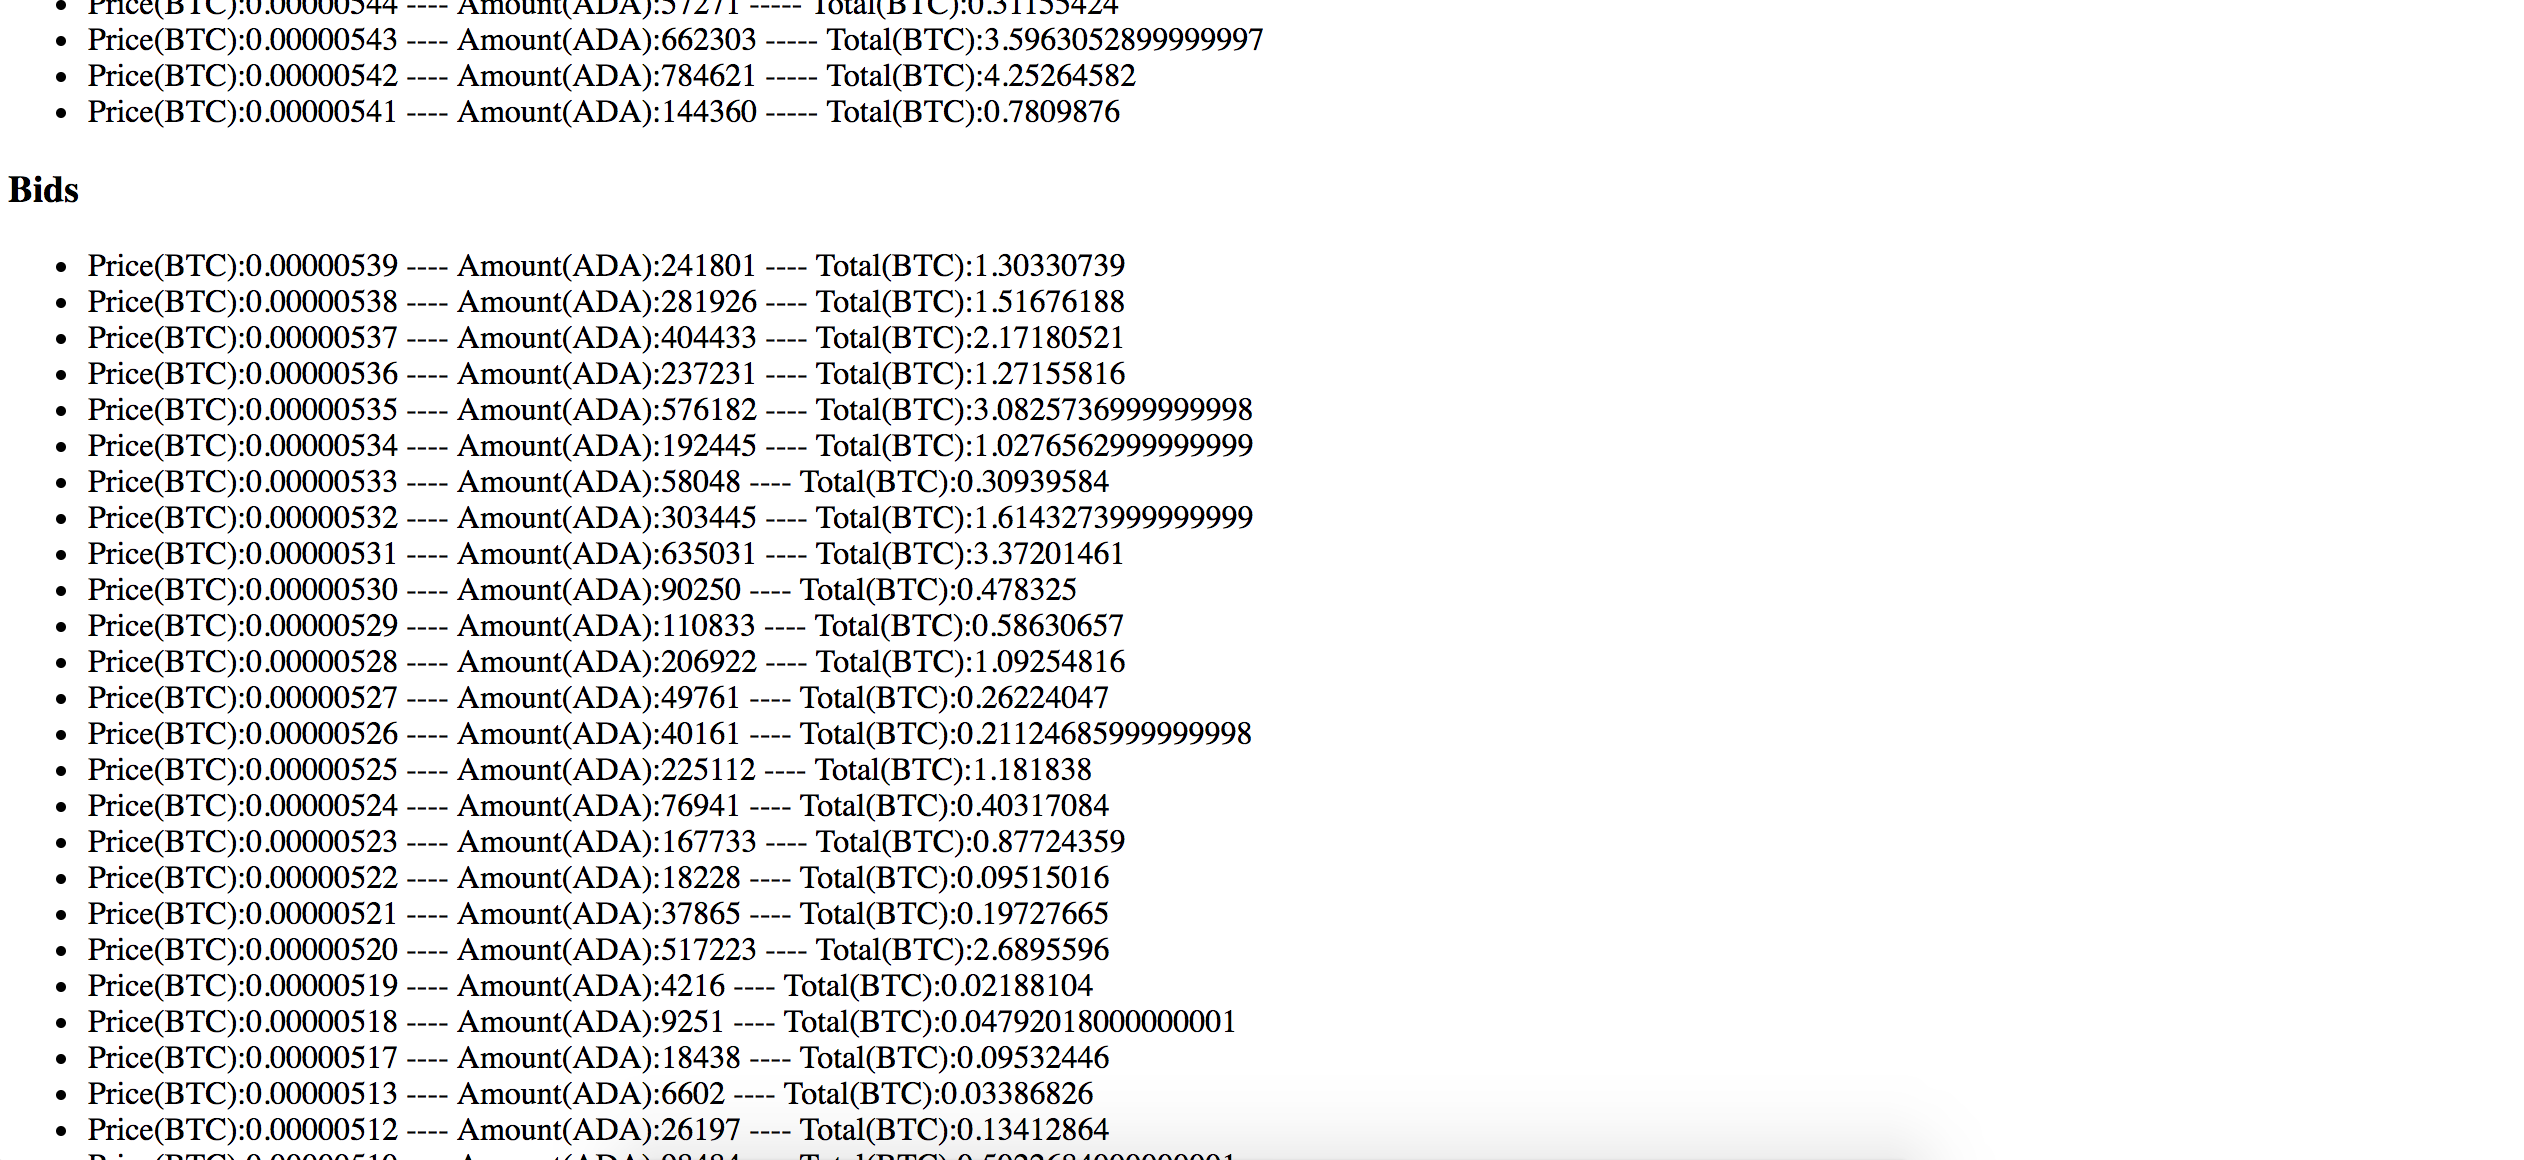 Price(BTC):0.00000544 ---- Amount(ADA):57271 ----- Total(BTC):0.31155424
Price(BTC):0.00000543 ---- Amount(ADA):662303 ----- Total(BTC):3.5963052899999997
Price(BTC):0.00000542 ---- Amount(ADA):784621 ----- Total(BTC):4.25264582
Price(BTC):0.00000541 ---- Amount(ADA):144360 ----- Total(BTC):0.7809876
Bids
Price(BTC):0.00000539 ---- Amount(ADA):241801 ---- Total(BTC):1.30330739
Price(BTC):0.00000538 ---- Amount(ADA):281926 ---- Total(BTC):1.51676188
Price(BTC):0.00000537 ---- Amount(ADA):404433 ---- Total(BTC):2.17180521
Price(BTC):0.00000536 ---- Amount(ADA):237231 ---- Total(BTC):1.27155816
Price(BTC):0.00000535 ---- Amount(ADA):576182 ---- Total(BTC):3.0825736999999998
Price(BTC):0.00000534 ---- Amount(ADA):192445 ---- Total(BTC):1.0276562999999999
Price(BTC):0.00000533 ---- Amount(ADA):58048 ---- Total(BTC):0.30939584
Price(BTC):0.00000532 ---- Amount(ADA):303445 ---- Total(BTC):1.6143273999999999
Price(BTC):0.00000531 ---- Amount(ADA):635031 ---- Total(BTC):3.37201461
Price(BTC):0.00000530 ---- Amount(ADA):90250 ---- Total(BTC):0.478325
Price(BTC):0.00000529 ---- Amount(ADA):110833 ---- Total(BTC):0.58630657
Price(BTC):0.00000528 ---- Amount(ADA):206922 ---- Total(BTC):1.09254816
Price(BTC):0.00000527 ---- Amount(ADA):49761 ---- Total(BTC):0.26224047
Price(BTC):0.00000526 ---- Amount(ADA):40161 ---- Total(BTC):0.21124685999999998
Price(BTC):0.00000525 ---- Amount(ADA):225112 ---- Total(BTC):1.181838
Price(BTC):0.00000524 ---- Amount(ADA):76941 ---- Total(BTC):0.40317084
Price(BTC):0.00000523 ---- Amount(ADA):167733 ---- Total(BTC):0.87724359
Price(BTC):0.00000522 ---- Amount(ADA):18228 ---- Total(BTC):0.09515016
Price(BTC):0.00000521 ---- Amount(ADA):37865 ---- Total(BTC):0.19727665
Price(BTC):0.00000520 ---- Amount(ADA):517223 ---- Total(BTC):2.6895596
Price(BTC):0.00000519 ---- Amount(ADA):4216 ---- Total(BTC):0.02188104
Price(BTC):0.00000518 ---- Amount(ADA):9251 ---- Total(BTC):0.04792018000000001
Price(BTC):0.00000517 ---- Amount(ADA):18438 ---- Total(BTC):0.09532446
Price(BTC):0.00000513 ---- Amount(ADA):6602 ---- Total(BTC):0.03386826
Price(BTC):0.00000512 ---- Amount(ADA):26197 ---- Total(BTC):0.13412864